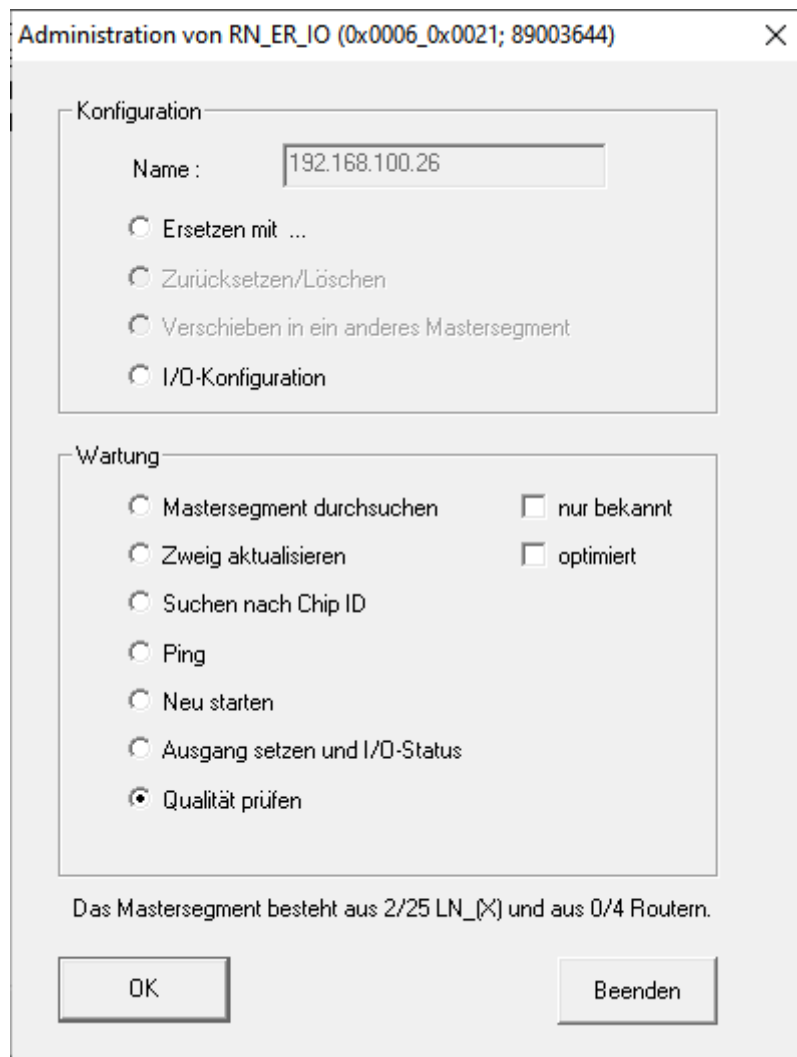 Administration von RN_ER_IO (0x0006_0x0021; 89003644)
Konfiguration
Name : 192.168.100.26
Ersetzen mit ...
Zurücksetzen/Löschen
Verschieben in ein anderes Mastersegment
I/O-Konfiguration
Wartung
Mastersegment durchsuchen nur bekannt
Zweig aktualisieren optimiert
Suchen nach Chip ID
Ping
Neu starten
Ausgang setzen und I/O-Status
Qualität prüfen
Das Mastersegment besteht aus 2/25 LN_(X) und aus 0/4 Routern.
OK Beenden